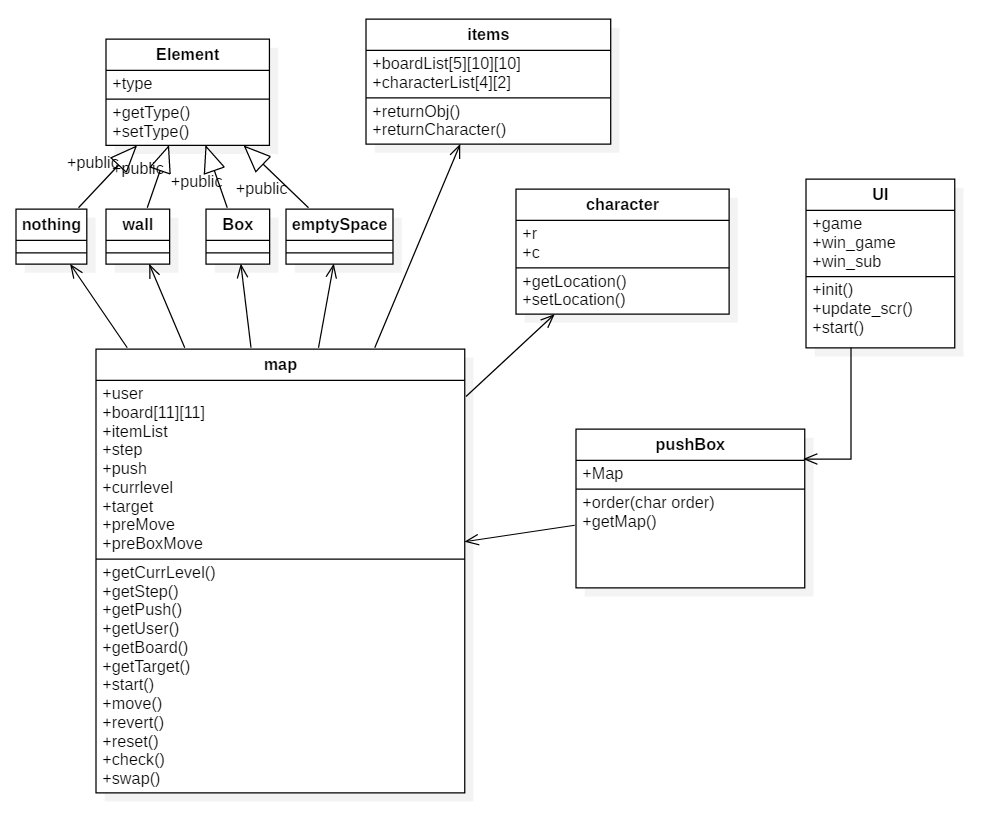 Element
+type
+getType()
+setType()
items
+boardList[5][10][10]
+characterList[4][2]
+returnObj()
+returnCharacter()
+public
+public
+public
+public
nothing
wall
Box
emptySpace
character
+r
+c
+getLocation()
+setLocation()
UI
+game
+win_game
+win_sub
+init()
+update_scr()
+start()
map
+user
+board[11][11]
+itemList
+step
+push
+currlevel
+target
+preMove
+preBoxMove
+getCurrLevel()
+getStep()
+getPush()
+getUser()
+getBoard()
+getTarget()
+start()
+move()
+revert()
+reset()
+check()
+swap()
pushBox
+Map
+order(char order)
+getMap()